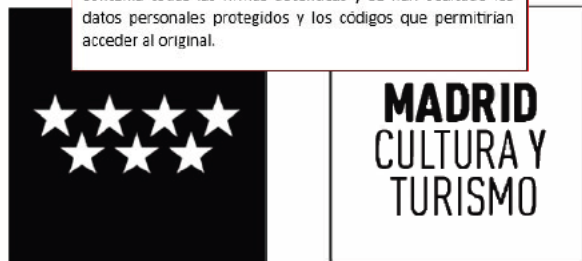 datos personales protegidos y los códigos que permitirían
acceder al original.
MADRID
CULTURA Y
TURISMO